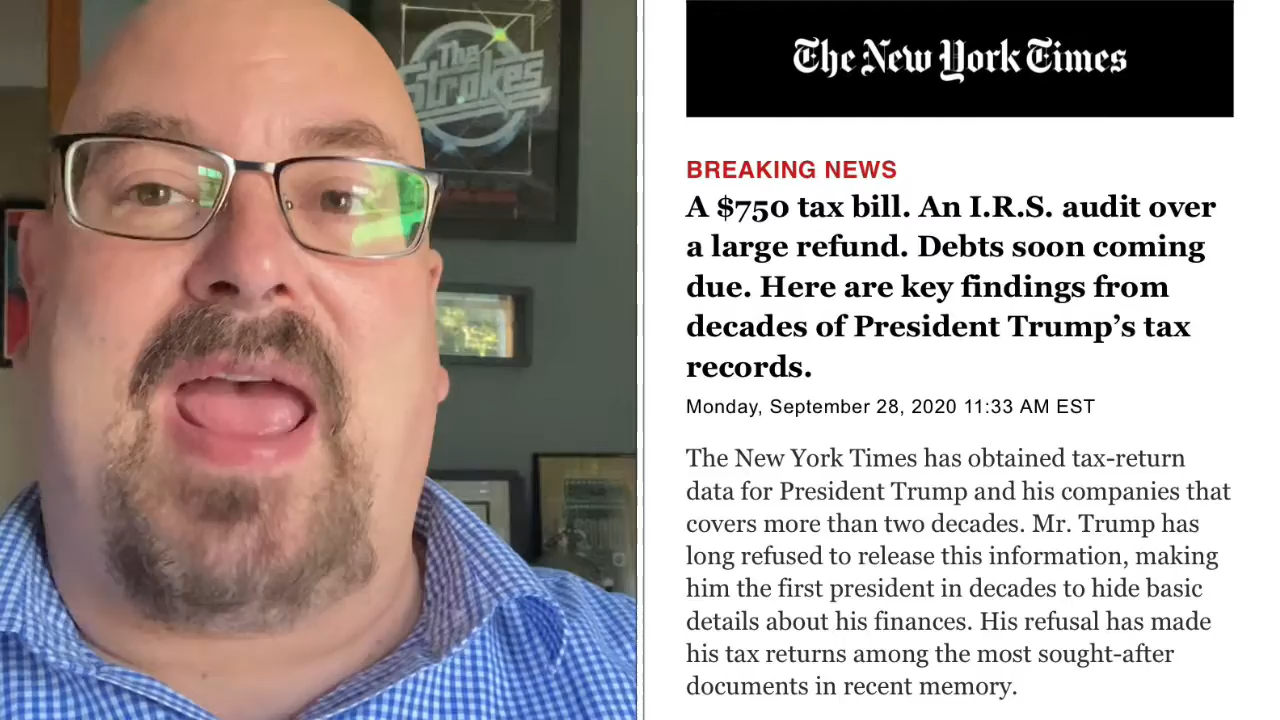 The
Strokes
The New York Times
BREAKING NEWS
A $750 tax bill. An I.R.S. audit over
a large refund. Debts soon coming
due. Here are key findings from
decades of President Trump’s tax
records.
Monday, September 28, 2020 11:33 AM EST
The New York Times has obtained tax-return
data for President Trump and his companies that
covers more than two decades. Mr. Trump has
long refused to release this information, making
him the first president in decades to hide basic
details about his finances. His refusal has made
his tax returns among the most sought-after
documents in recent memory.